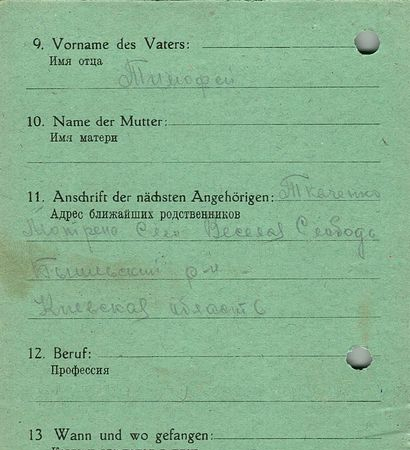 9. Vorname des Vaters:
Имя отца
Тимофей
10. Name der Mutter:
Имя матери
11. Anschrift der nächsten Angehörigen: Ткаченко
Адрес ближайших родственников
Село Веселая Слобода
р-н -
Киевская область
12. Beruf:
Профессия
13 Wann und wo gefangen: